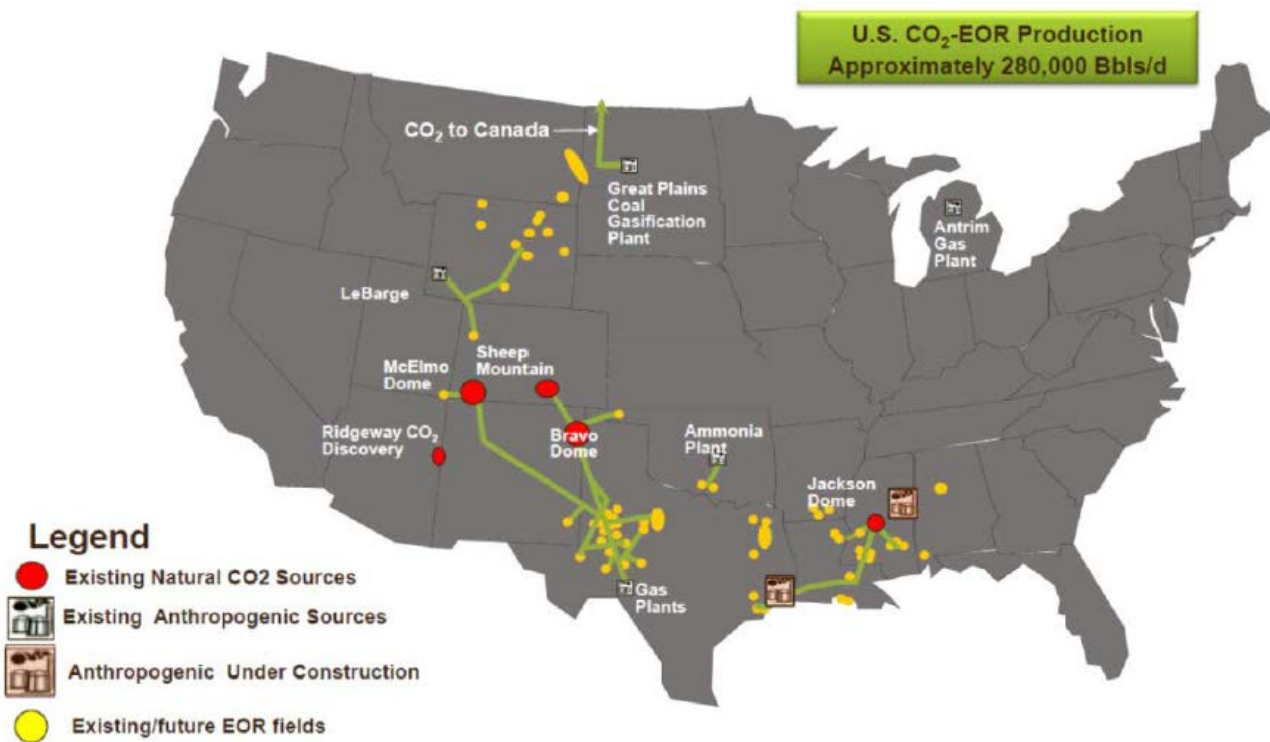 U.S. CO₂-EOR Production
Approximately 280,000 Bbls/d
CO₂ to Canada
Great Plains
Coal
Gasification
Plant
Antrim
Gas
Plant
LeBarge
McElmo
Dome
Sheep
Mountain
Ridgeway CO₂
Discovery
Bravo
Dome
Ammonia
Plant
Jackson
Dome
Gas
Plants
Legend
Existing Natural CO2 Sources
Existing Anthropogenic Sources
Anthropogenic Under Construction
Existing/future EOR fields